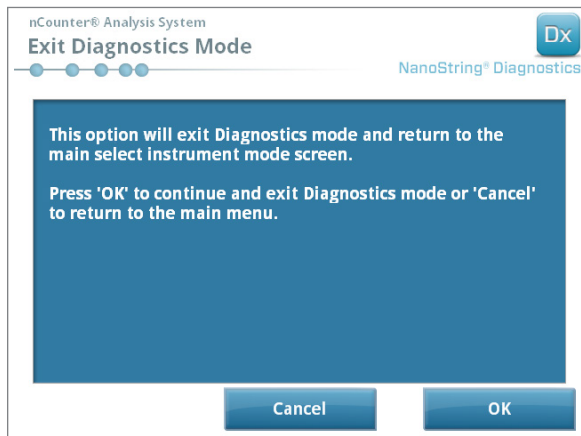 nCounter® Analysis System
Exit Diagnostics Mode
Dx
NanoString® Diagnostics
This option will exit Diagnostics mode and return to the
main select instrument mode screen.
Press 'OK' to continue and exit Diagnostics mode or 'Cancel'
to return to the main menu.
Cancel
OK